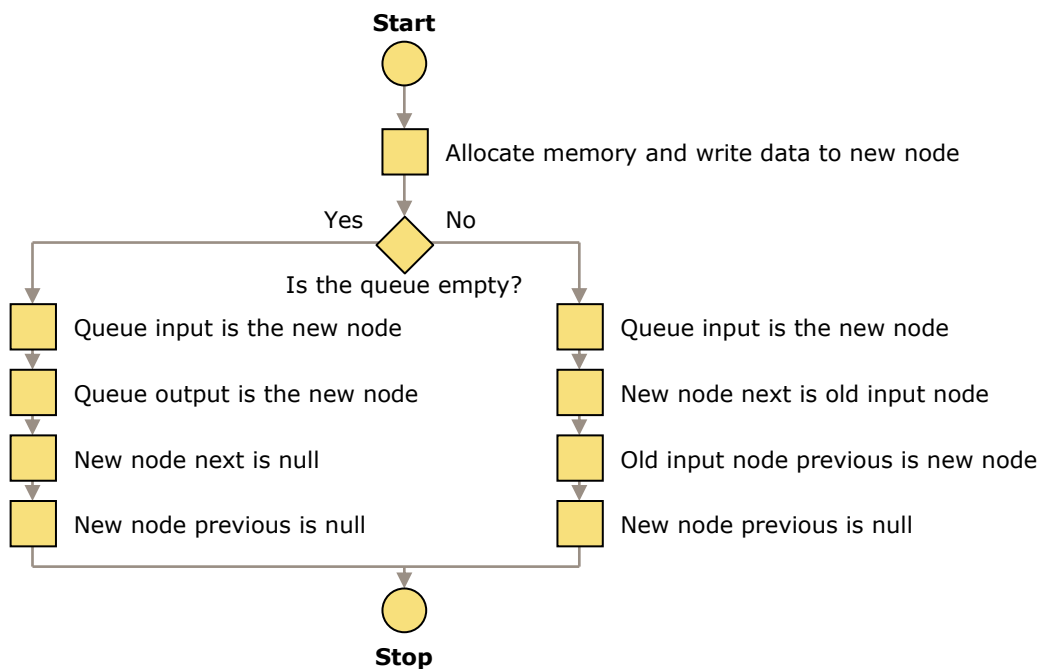 Start
Allocate memory and write data to new node
Yes
No
Is the queue empty?
Queue input is the new node
Queue output is the new node
New node next is null
New node previous is null
Queue input is the new node
New node next is old input node
Old input node previous is new node
New node previous is null
Stop